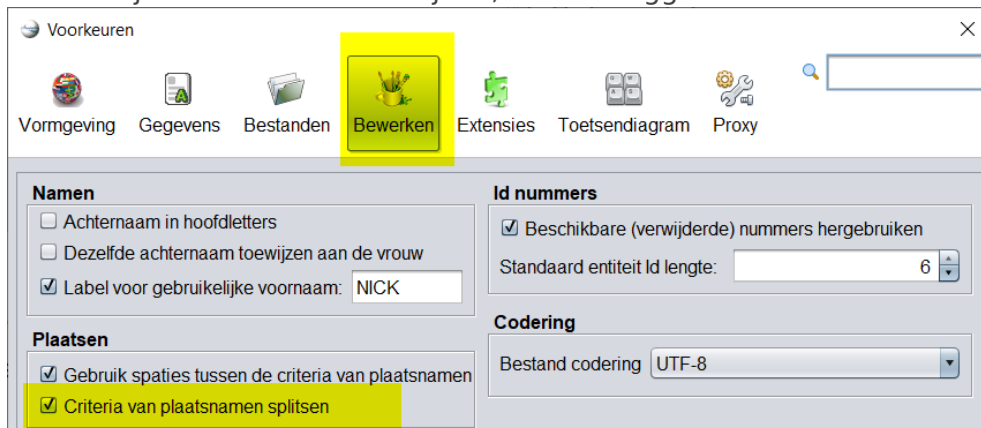 Voorkeuren
Vormgeving Gegevens Bestanden Bewerken Extensies Toetsendiagram Proxy
Namen
Achternaam in hoofdletters
Dezelfde achternaam toewijzen aan de vrouw
Label voor gebruikelijke voornaam: NICK
Plaatsen
Gebruik spaties tussen de criteria van plaatsnamen
Criteria van plaatsnamen splitsen
Id nummers
Beschikbare (verwijderde) nummers hergebruiken
Standaard entiteit Id lengte: 6
Codering
Bestand codering UTF-8